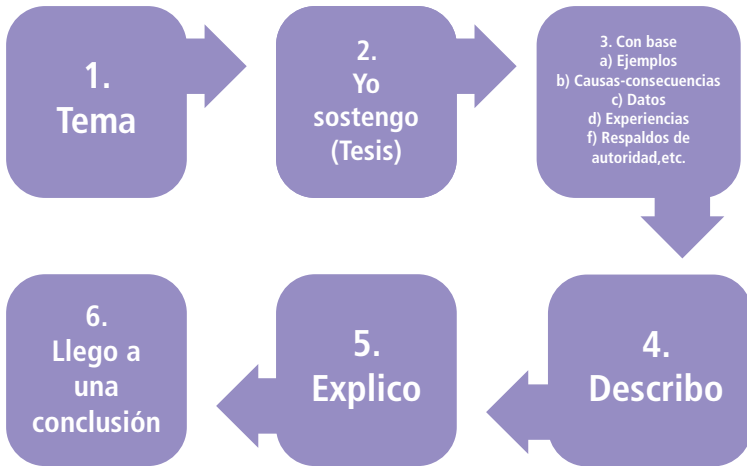 1.
Tema
2.
Yo
sostengo
(Tesis)
3. Con base
a) Ejemplos
b) Causas-consecuencias
c) Datos
d) Experiencias
f) Respaldos de
autoridad,etc.
4.
Describo
5.
Explico
6.
Llego a
una
conclusión